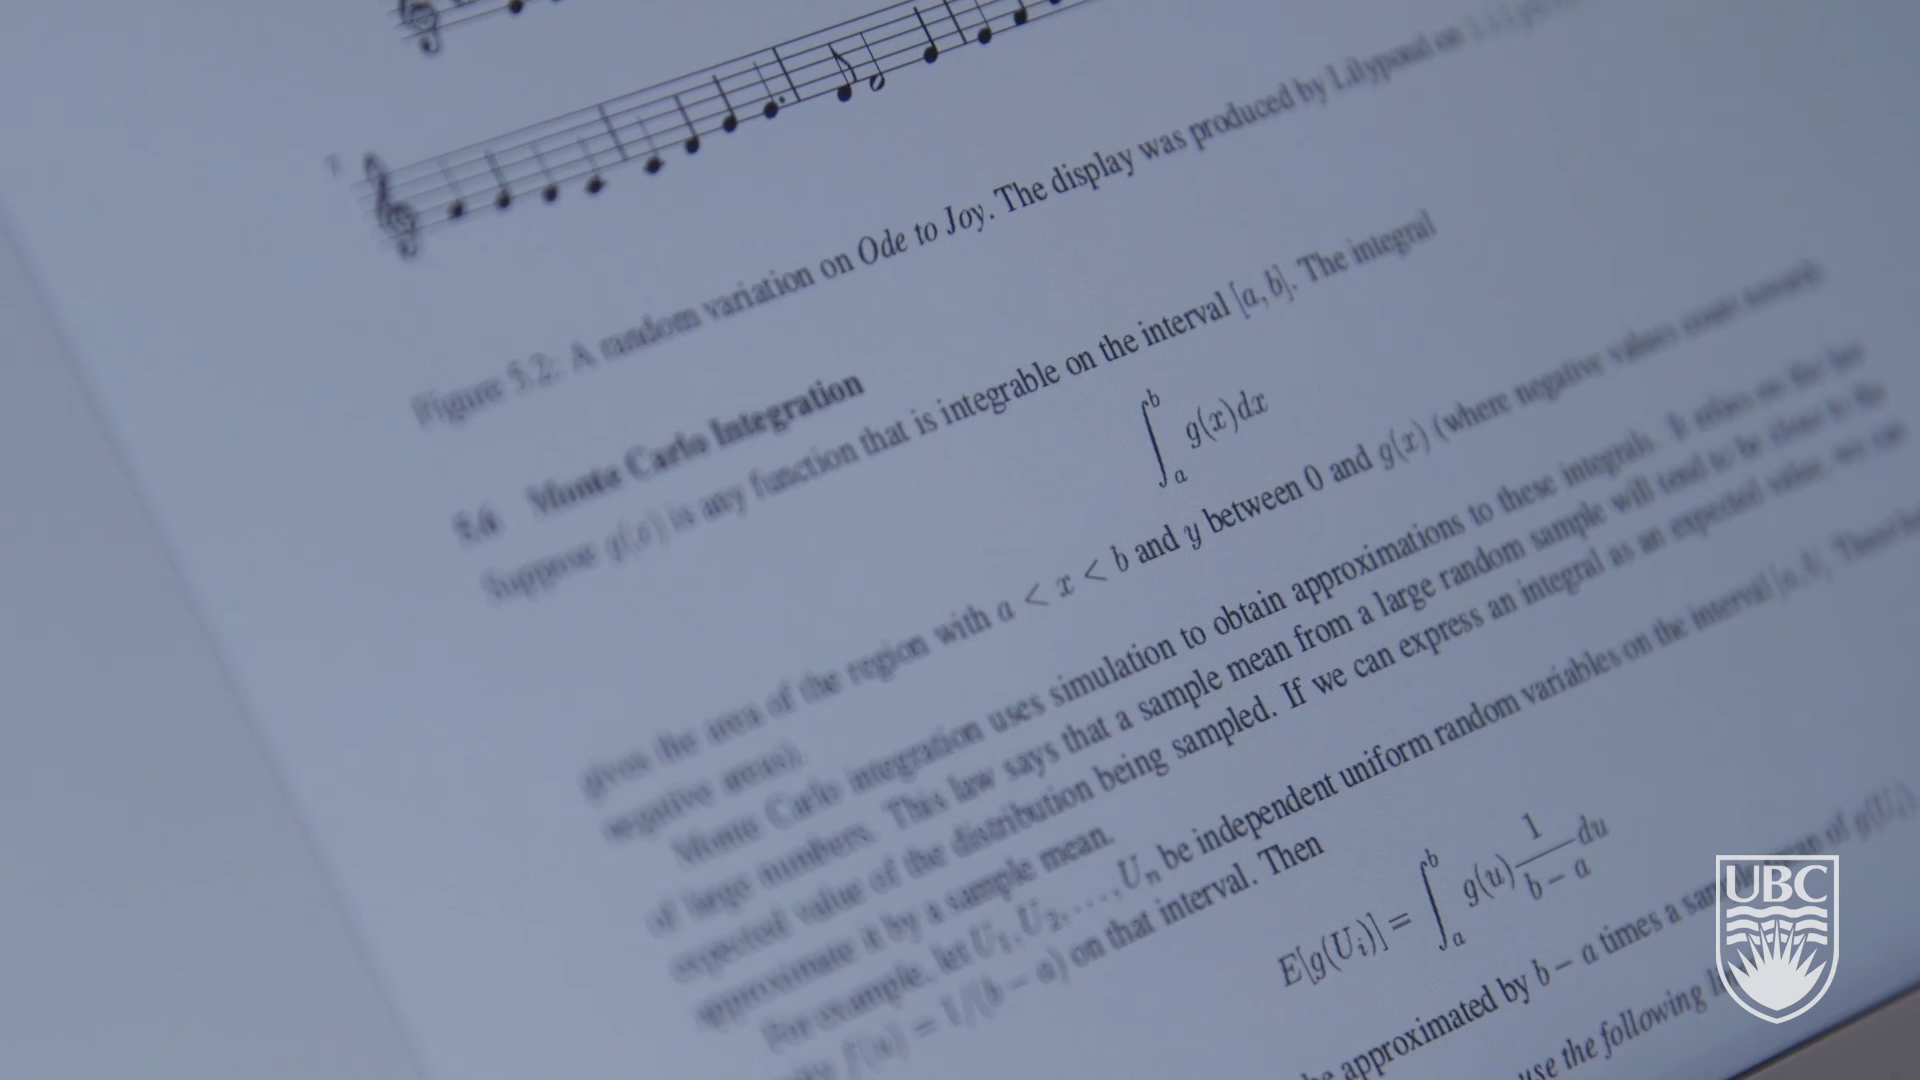 Figure 5.2: A random variation on Ode to Joy. The display was produced by Lilypond on
5.6 Monte Carlo Integration
Suppose g(x) is any function that is integrable on the interval [a, b]. The integral
∫_a^b g(x)dx
gives the area of the region with a < x < b and y between 0 and g(x) (where negative values count towards
negative areas).
Monte Carlo integration uses simulation to obtain approximations to these integrals. It relies on the law
of large numbers. This law says that a sample mean from a large random sample will tend to be close to the
expected value of the distribution being sampled. If we can express an integral as an expected value, we can
approximate it by a sample mean.
For example, let U_1, U_2, ..., U_n be independent uniform random variables on the interval [a, b]. These
f(u) = 1/(b − a) on that interval. Then
E[g(U_i)] = ∫_a^b g(u) 1/(b − a) du
be approximated by b − a times a sample mean of g(U_i).
use the following
UBC